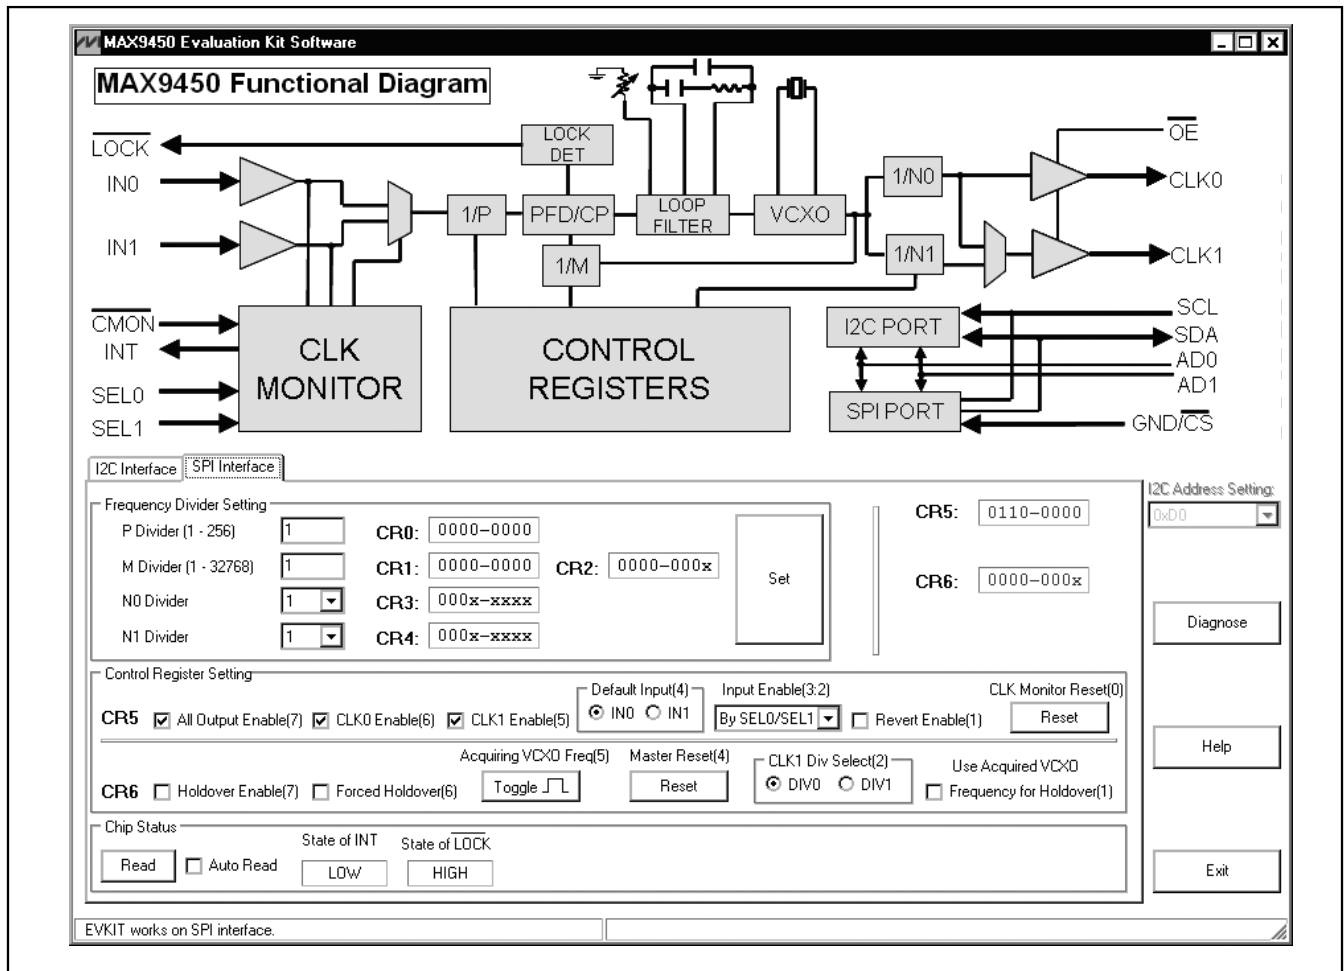 MAX9450 Evaluation Kit Software
MAX9450 Functional Diagram
LOCK
IN0
IN1
CMON
INT
SEL0
SEL1
LOCK
DET
1/P
PFD/CP
LOOP
FILTER
VCXO
1/M
1/N0
1/N1
OE
CLK0
CLK1
CLK
MONITOR
CONTROL
REGISTERS
I2C PORT
SPI PORT
SCL
SDA
AD0
AD1
GND/CS
I2C Interface SPI Interface
I2C Address Setting:
0xD0
Frequency Divider Setting
P Divider (1 - 256) 1 CR0: 0000-0000
M Divider (1 - 32768) 1 CR1: 0000-0000 CR2: 0000-000x
N0 Divider 1 CR3: 000x-xxxx
N1 Divider 1 CR4: 000x-xxxx
Set
CR5: 0110-0000
CR6: 0000-000x
Diagnose
Help
Exit
Control Register Setting
CR5 All Output Enable(7) CLK0 Enable(6) CLK1 Enable(5)
Default Input(4)
IN0 IN1
Input Enable(3:2)
By SEL0/SEL1
Revert Enable(1)
CLK Monitor Reset(0)
Reset
CR6 Holdover Enable(7) Forced Holdover(6)
Acquiring VCXO Freq(5)
Toggle
Master Reset(4)
Reset
CLK1 Div Select(2)
DIV0 DIV1
Use Acquired VCXO
Frequency for Holdover(1)
Chip Status
Read Auto Read
State of INT
LOW
State of LOCK
HIGH
EVKIT works on SPI interface.